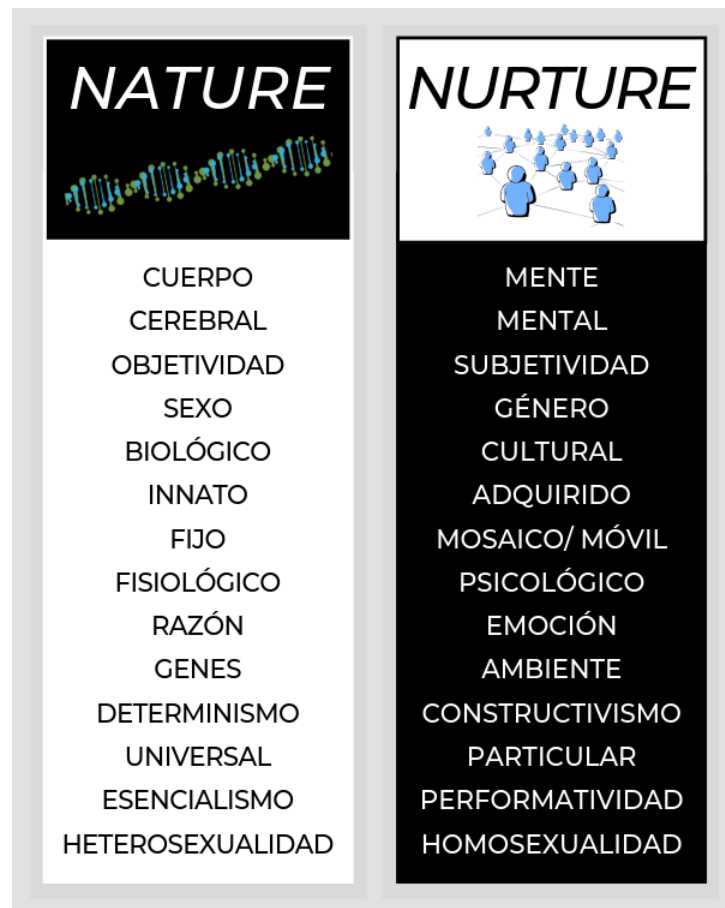 NATURE
CUERPO
CEREBRAL
OBJETIVIDAD
SEXO
BIOLÓGICO
INNATO
FIJO
FISIOLÓGICO
RAZÓN
GENES
DETERMINISMO
UNIVERSAL
ESENCIALISMO
HETEROSEXUALIDAD
NURTURE
MENTE
MENTAL
SUBJETIVIDAD
GÉNERO
CULTURAL
ADQUIRIDO
MOSAICO/ MÓVIL
PSICOLÓGICO
EMOCIÓN
AMBIENTE
CONSTRUCTIVISMO
PARTICULAR
PERFORMATIVIDAD
HOMOSEXUALIDAD